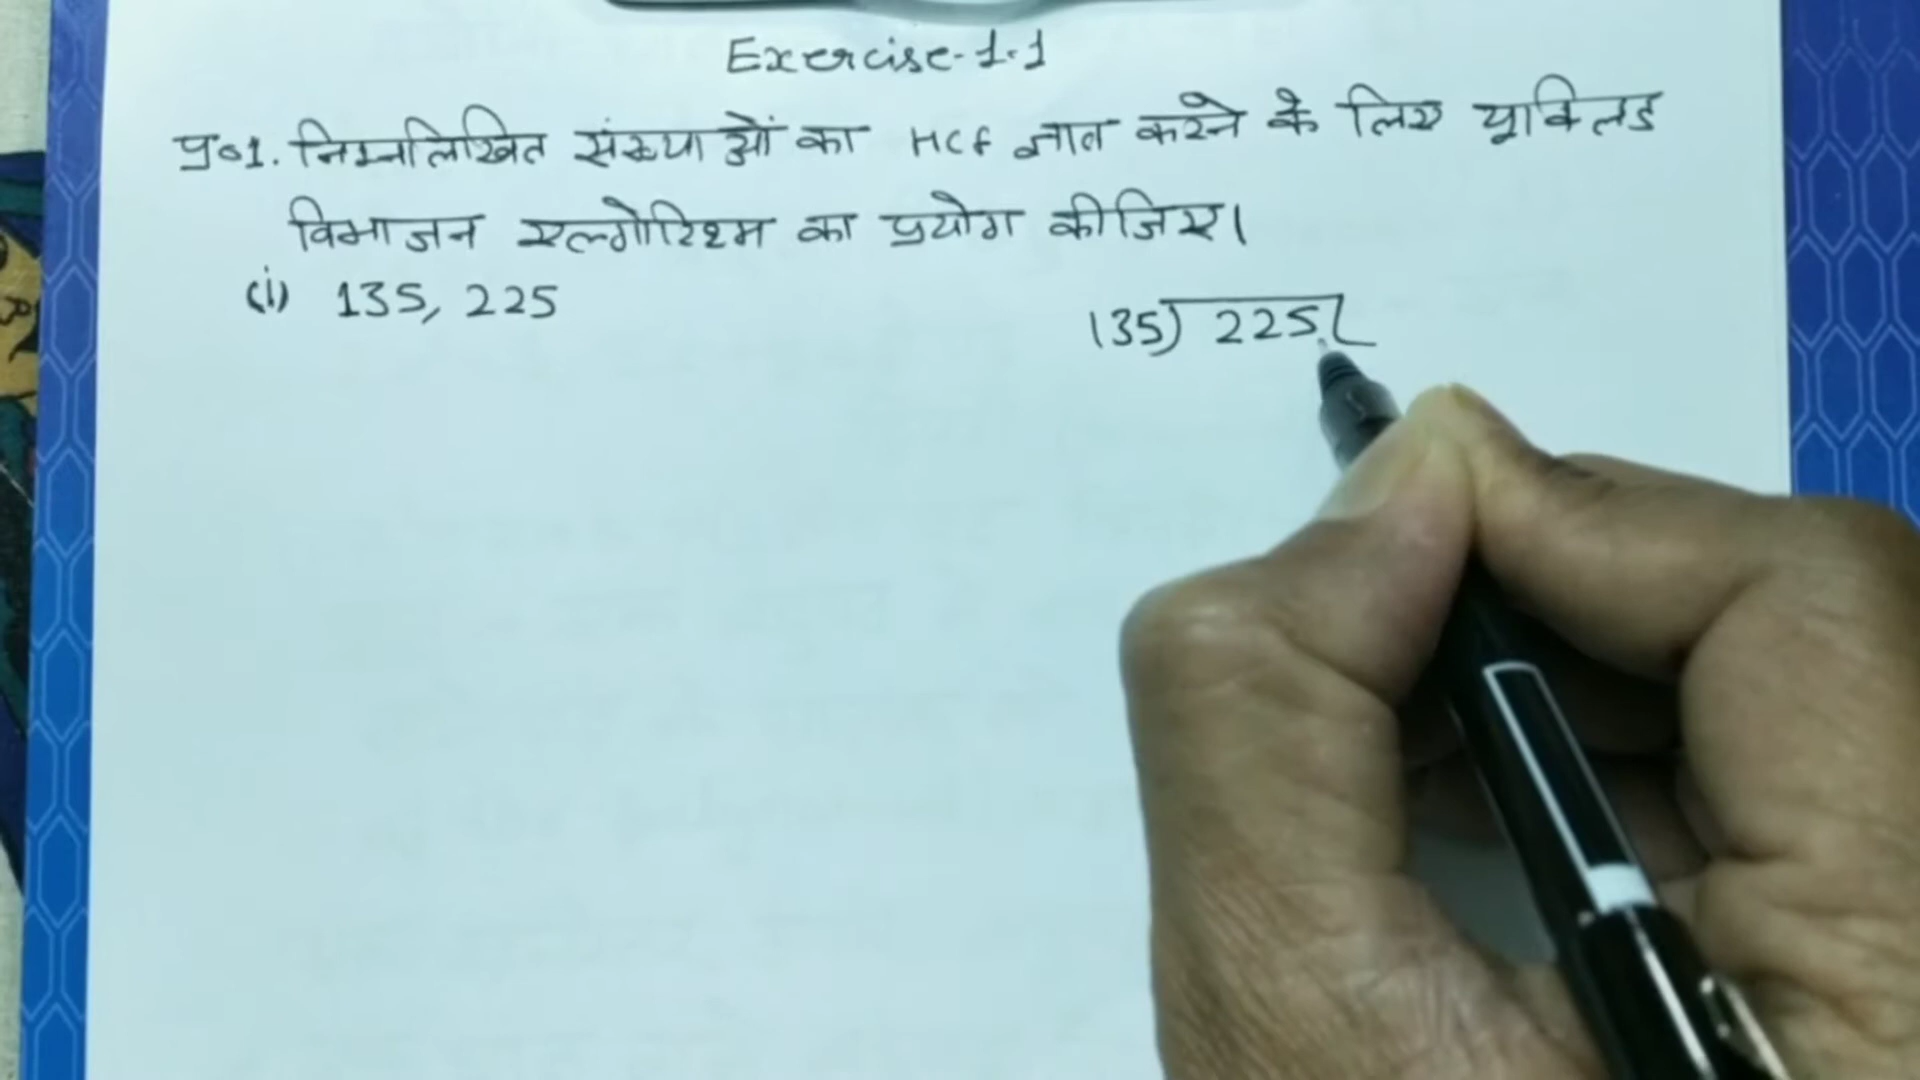 Exercise-1.1
प्र०1. निम्नलिखित संख्याओं का HCf ज्ञात करने के लिए यूक्लिड
विभाजन एल्गोरिथ्म का प्रयोग कीजिए।
(i) 135, 225
135) 225 (